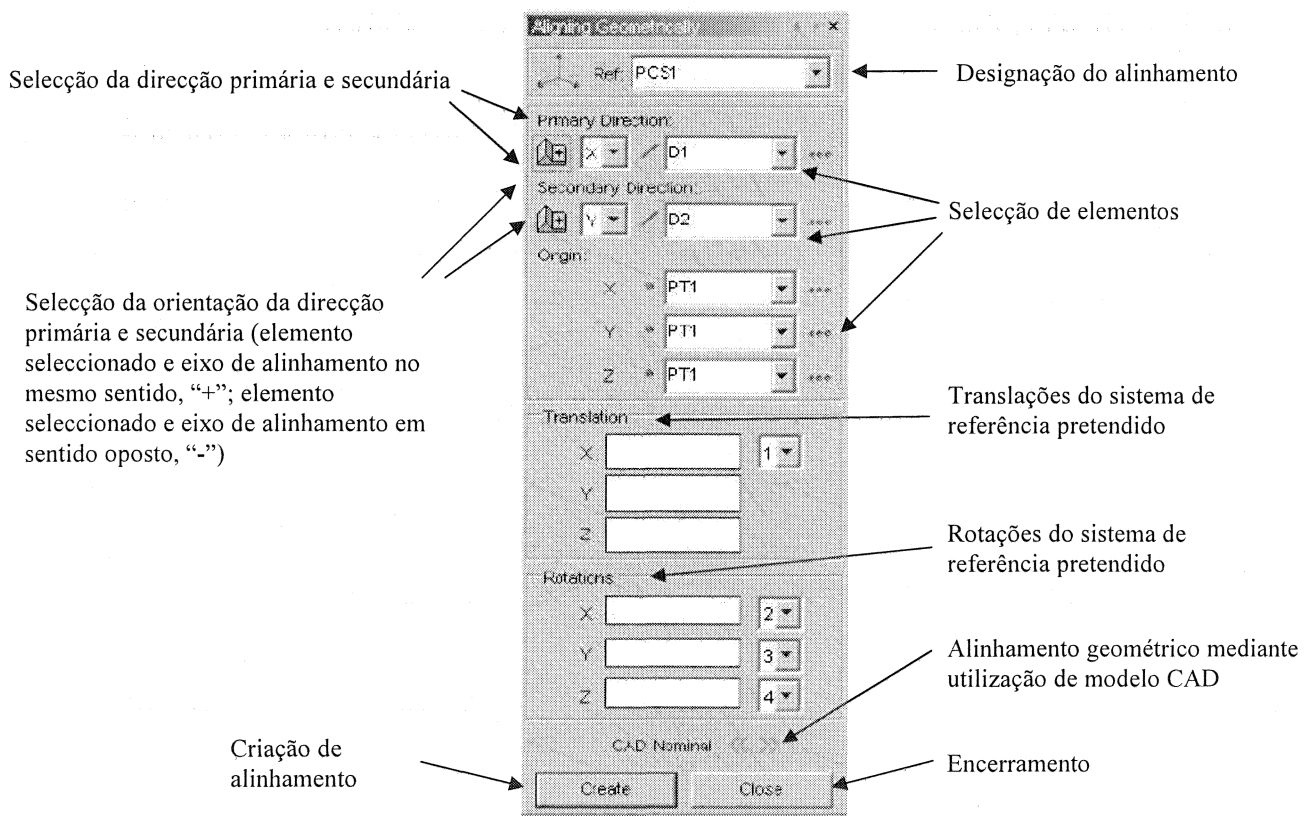 Aligning Geometrically
Ref: PCS1
Designação do alinhamento
Selecção da direcção primária e secundária
Primary Direction:
X
D1
Secondary Direction:
Y
D2
Selecção de elementos
Origin:
X
PT1
Y
PT1
Z
PT1
Selecção da orientação da direcção
primária e secundária (elemento
seleccionado e eixo de alinhamento no
mesmo sentido, “+”; elemento
seleccionado e eixo de alinhamento em
sentido oposto, “-”)
Translation
X
1
Y
Z
Translações do sistema de
referência pretendido
Rotations
X
2
Y
3
Z
4
Rotações do sistema de
referência pretendido
Alinhamento geométrico mediante
utilização de modelo CAD
CAD Nominal
Criação de
alinhamento
Create
Close
Encerramento